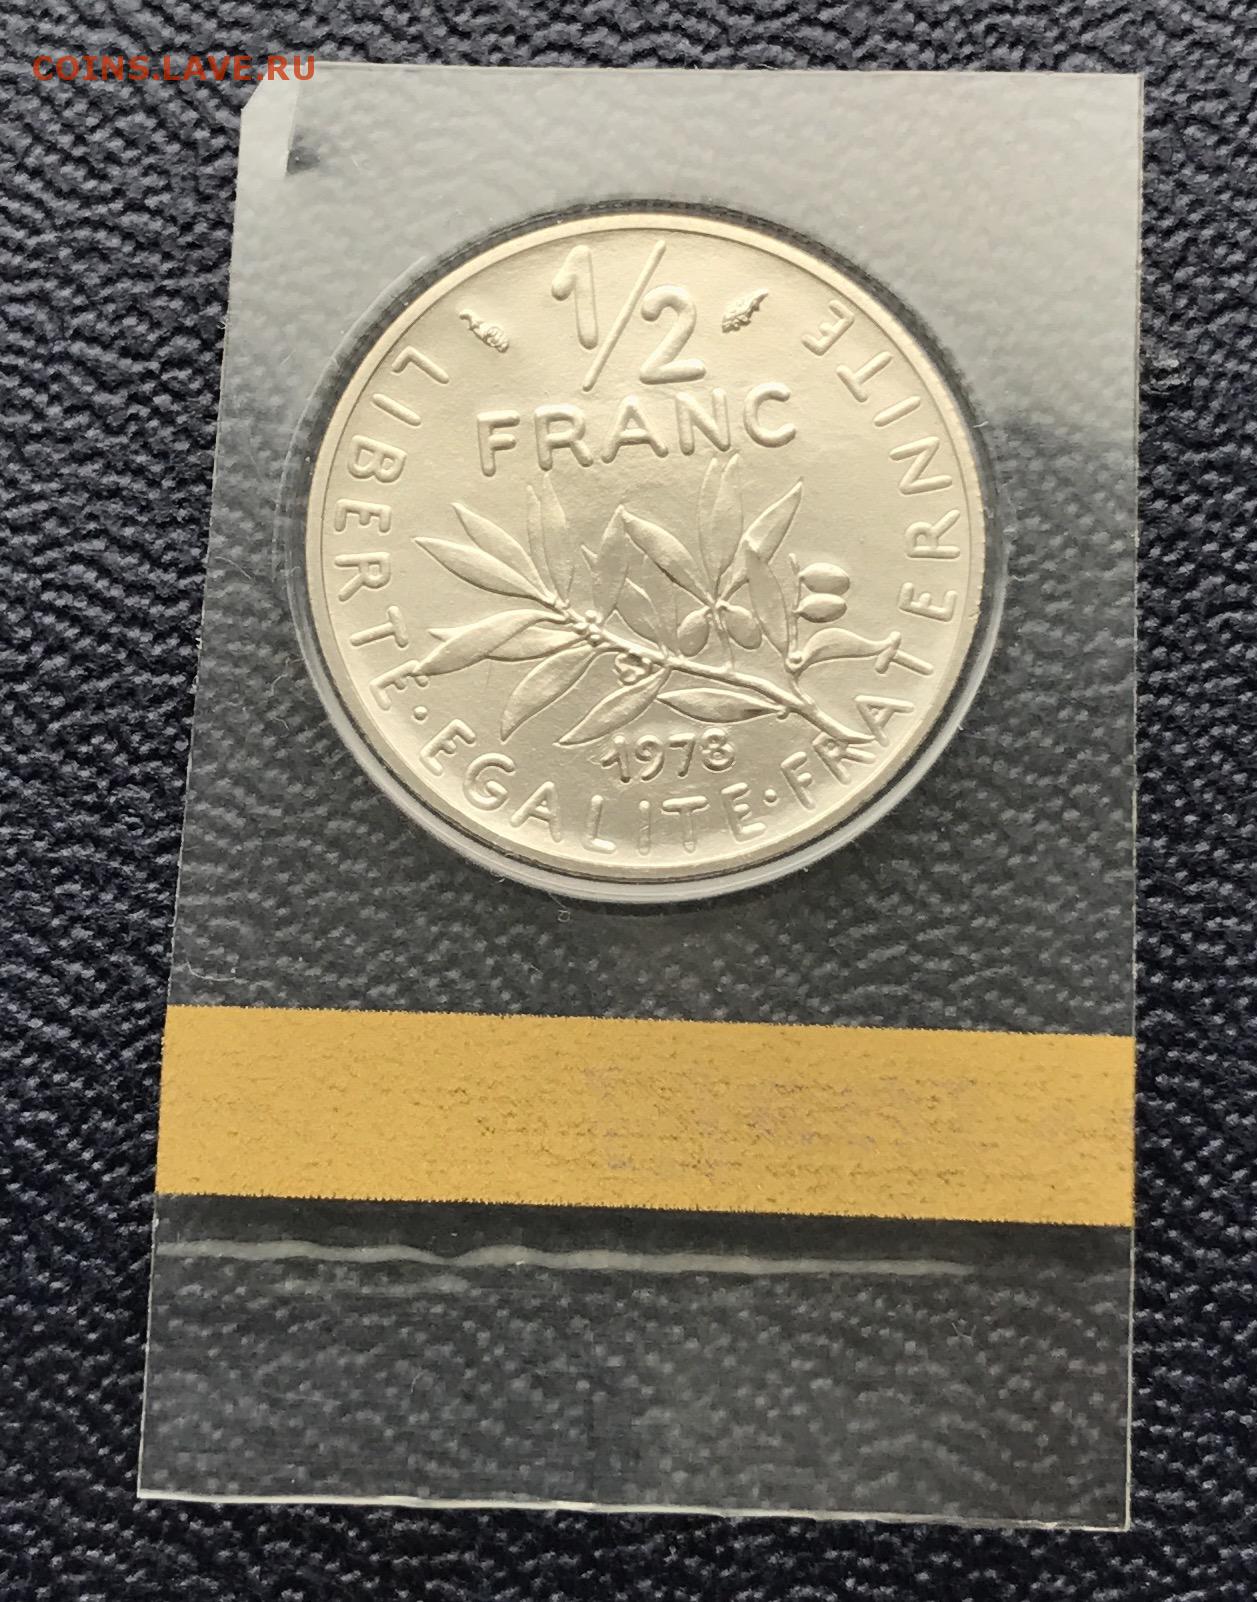 COINS.LAVE.RU
1/2
FRANC
1978
LIBERTE · EGALITE · FRATERNITE